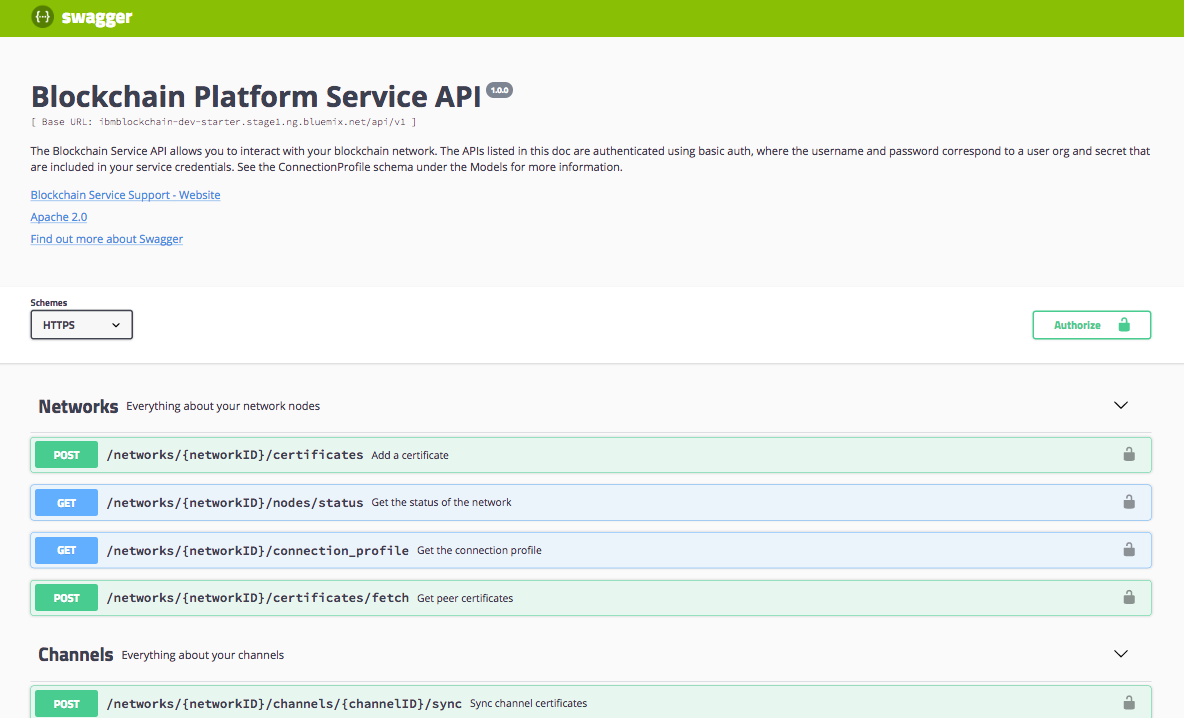 {···} swagger
Blockchain Platform Service API 1.0.0
[ Base URL: ibmblockchain-dev-starter.stage1.ng.bluemix.net/api/v1 ]
The Blockchain Service API allows you to interact with your blockchain network. The APIs listed in this doc are authenticated using basic auth, where the username and password correspond to a user org and secret that
are included in your service credentials. See the ConnectionProfile schema under the Models for more information.
Blockchain Service Support - Website
Apache 2.0
Find out more about Swagger
Schemes
HTTPS
Authorize
Networks Everything about your network nodes
POST /networks/{networkID}/certificates Add a certificate
GET /networks/{networkID}/nodes/status Get the status of the network
GET /networks/{networkID}/connection_profile Get the connection profile
POST /networks/{networkID}/certificates/fetch Get peer certificates
Channels Everything about your channels
POST /networks/{networkID}/channels/{channelID}/sync Sync channel certificates